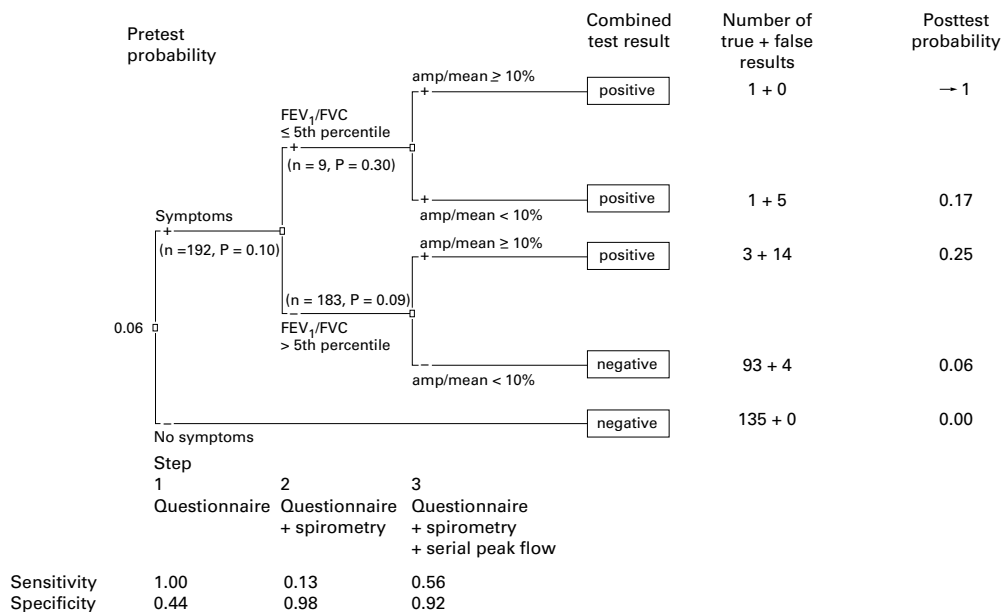 Pretest
probability
Combined
test result
Number of
true + false
results
Posttest
probability
amp/mean ≥ 10%
+
positive
1 + 0
→ 1
FEV1/FVC
≤ 5th percentile
+
(n = 9, P = 0.30)
+
amp/mean < 10%
positive
1 + 5
0.17
Symptoms
+
(n =192, P = 0.10)
amp/mean ≥ 10%
+
positive
3 + 14
0.25
(n = 183, P = 0.09)
−
FEV1/FVC
> 5th percentile
0.06
−
amp/mean < 10%
negative
93 + 4
0.06
−
No symptoms
negative
135 + 0
0.00
Step
1 2 3
Questionnaire Questionnaire Questionnaire
+ spirometry + spirometry
+ serial peak flow
Sensitivity 1.00 0.13 0.56
Specificity 0.44 0.98 0.92